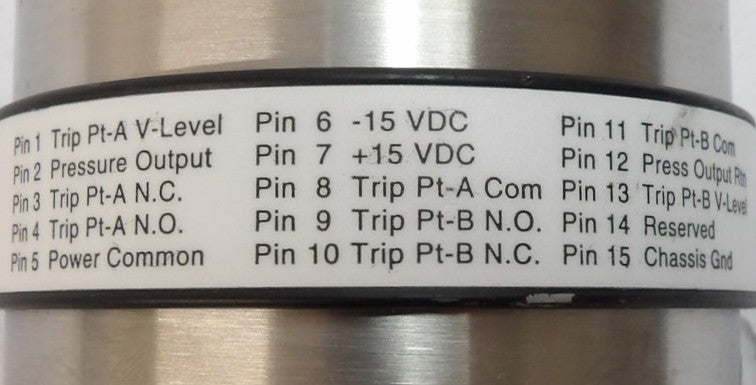 Pin 1 Trip Pt-A V-Level
Pin 2 Pressure Output
Pin 3 Trip Pt-A N.C.
Pin 4 Trip Pt-A N.O.
Pin 5 Power Common
Pin 6 -15 VDC
Pin 7 +15 VDC
Pin 8 Trip Pt-A Com
Pin 9 Trip Pt-B N.O.
Pin 10 Trip Pt-B N.C.
Pin 11 Trip Pt-B Com
Pin 12 Press Output Rtn
Pin 13 Trip Pt-B V-Level
Pin 14 Reserved
Pin 15 Chassis Gnd